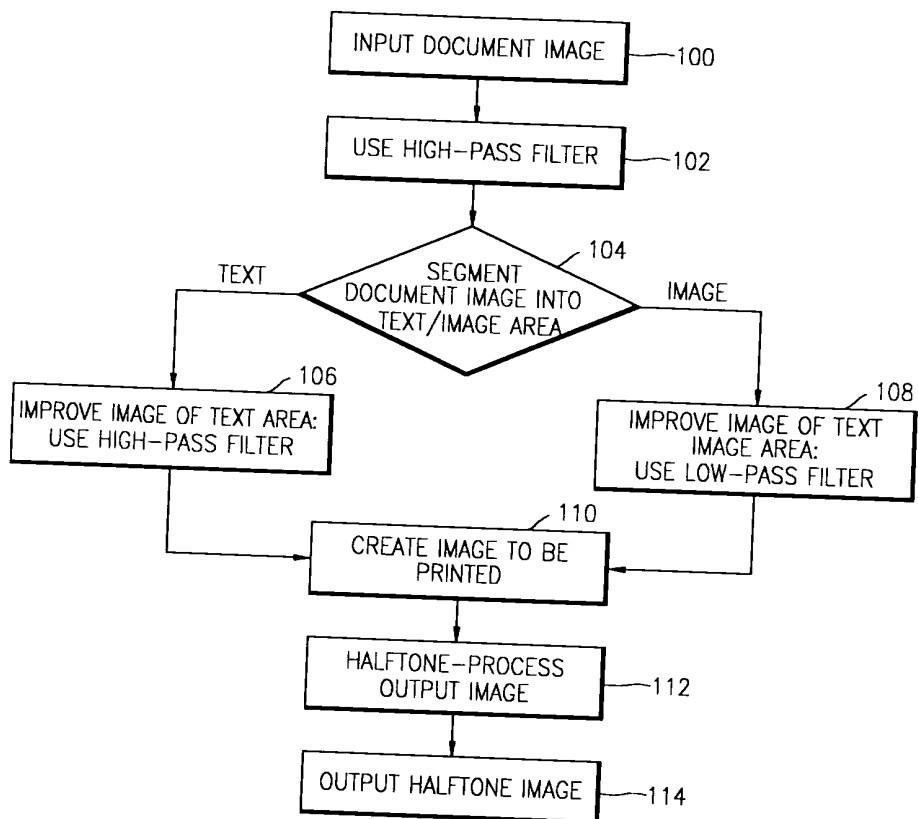 INPUT DOCUMENT IMAGE
100
USE HIGH-PASS FILTER
102
104
SEGMENT
DOCUMENT IMAGE INTO
TEXT/IMAGE AREA
TEXT
IMAGE
106
IMPROVE IMAGE OF TEXT AREA:
USE HIGH-PASS FILTER
108
IMPROVE IMAGE OF TEXT
IMAGE AREA:
USE LOW-PASS FILTER
110
CREATE IMAGE TO BE
PRINTED
HALFTONE-PROCESS
OUTPUT IMAGE
112
OUTPUT HALFTONE IMAGE
114